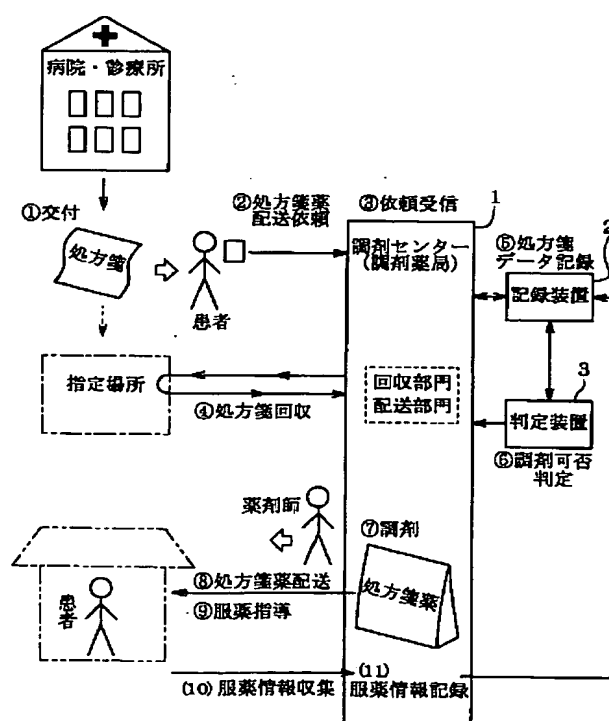 病院・診療所
①交付
処方箋
患者
②処方箋薬
配送依頼
③依頼受信
1
調剤センター
(調剤薬局)
⑤処方箋
データ記録
2
記録装置
指定場所
④処方箋回収
回収部門
配送部門
3
判定装置
⑥調剤可否
判定
薬剤師
⑦調剤
処方箋薬
患者
⑧処方箋薬配送
⑨服薬指導
(10)服薬情報収集
(11)
服薬情報記録